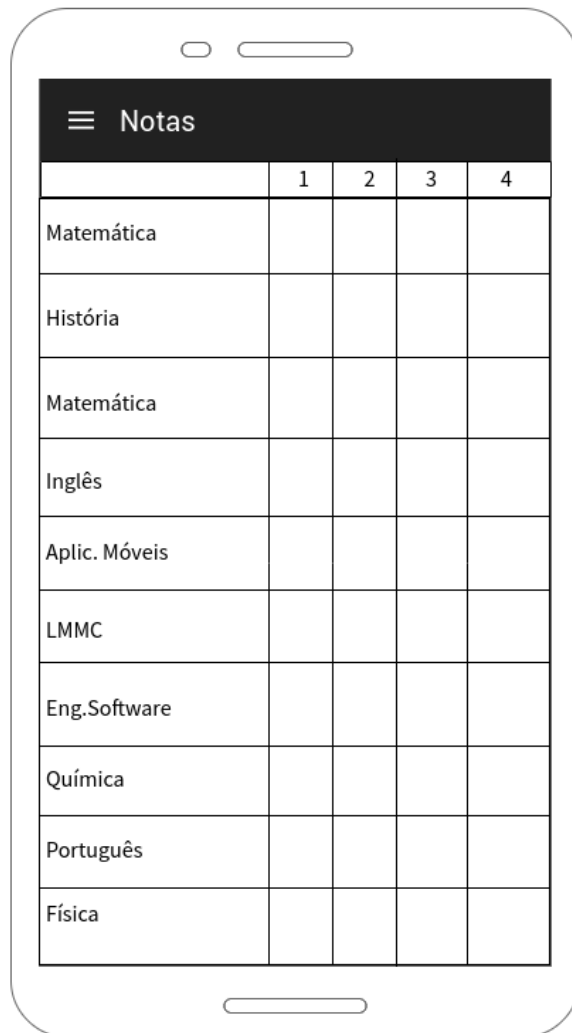 Notas
1 2 3 4
Matemática
História
Matemática
Inglês
Aplic. Móveis
LMMC
Eng.Software
Química
Português
Física